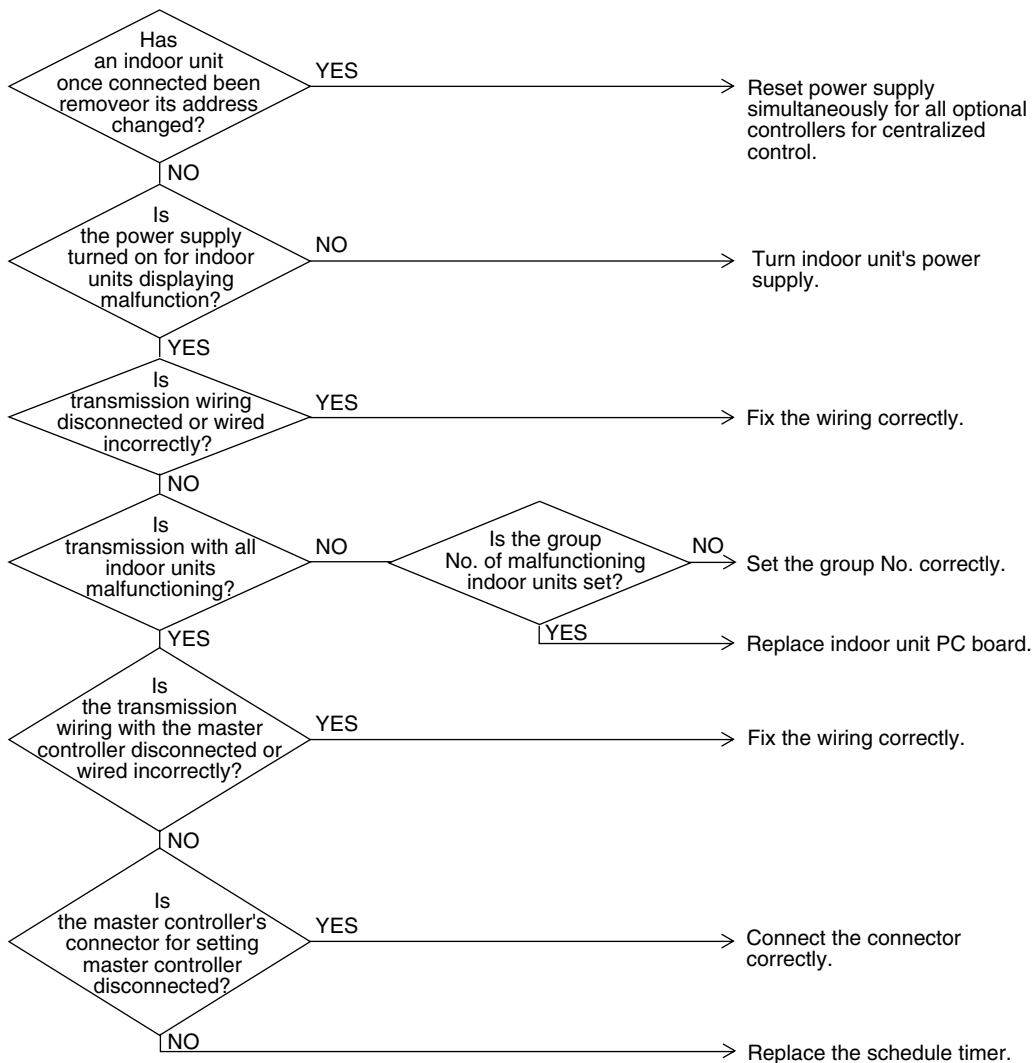 Has
an indoor unit
once connected been
removeor its address
changed?
YES
Reset power supply
simultaneously for all optional
controllers for centralized
control.
NO
Is
the power supply
turned on for indoor
units displaying
malfunction?
NO
Turn indoor unit's power
supply.
YES
Is
transmission wiring
disconnected or wired
incorrectly?
YES
Fix the wiring correctly.
NO
Is
transmission with all
indoor units
malfunctioning?
NO
Is the group
No. of malfunctioning
indoor units set?
NO
Set the group No. correctly.
YES
Replace indoor unit PC board.
YES
Is
the transmission
wiring with the master
controller disconnected or
wired incorrectly?
YES
Fix the wiring correctly.
NO
Is
the master controller's
connector for setting
master controller
disconnected?
YES
Connect the connector
correctly.
NO
Replace the schedule timer.